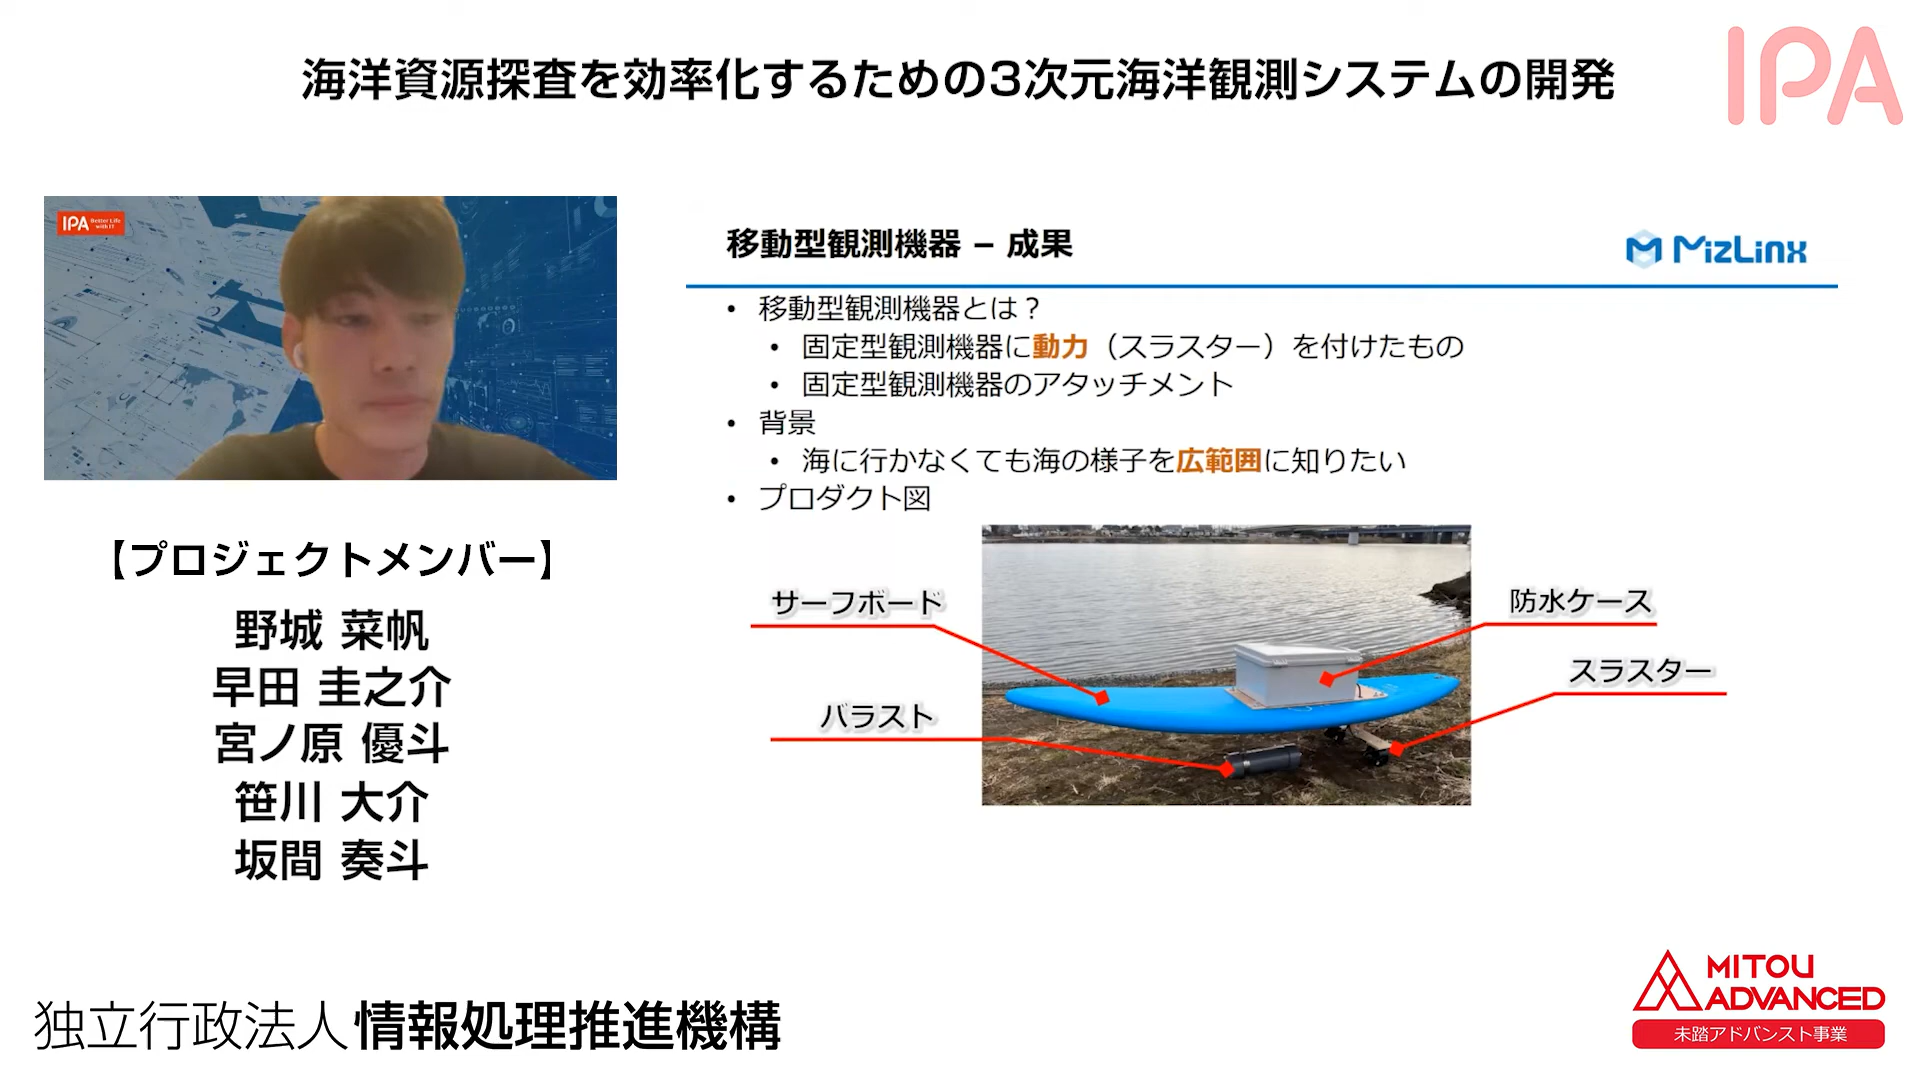 海洋資源探査を効率化するための3次元海洋観測システムの開発
IPA
IPA Better Life with IT
移動型観測機器 – 成果
MizLinx
• 移動型観測機器とは？
• 固定型観測機器に動力（スラスター）を付けたもの
• 固定型観測機器のアタッチメント
• 背景
• 海に行かなくても海の様子を広範囲に知りたい
• プロダクト図
サーフボード
防水ケース
スラスター
バラスト
【プロジェクトメンバー】
野城 菜帆
早田 圭之介
宮ノ原 優斗
笹川 大介
坂間 奏斗
独立行政法人 情報処理推進機構
MITOU
ADVANCED
未踏アドバンスト事業